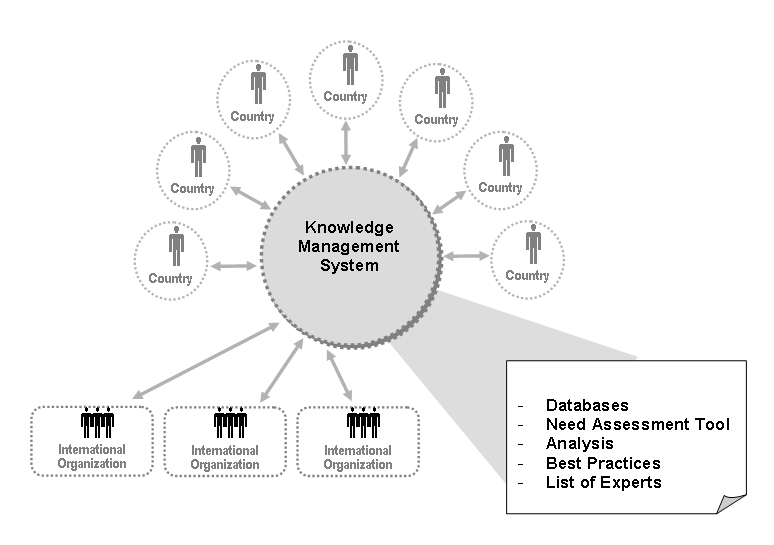 Country
Country
Country
Country
Country
Country
Country
Knowledge
Management
System
International
Organization
International
Organization
International
Organization
- Databases
- Need Assessment Tool
- Analysis
- Best Practices
- List of Experts